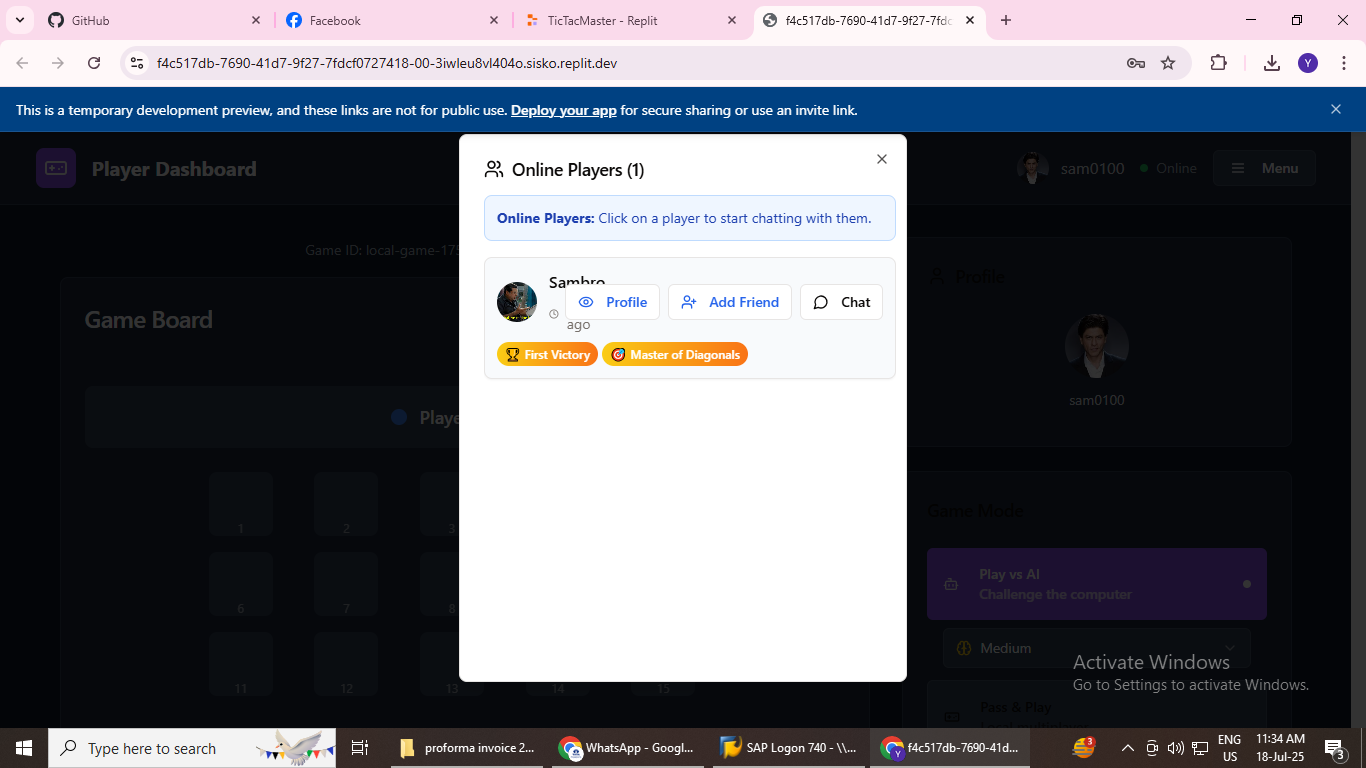 GitHub
Facebook
TicTacMaster - Replit
f4c517db-7690-41d7-9f27-7fdc
f4c517db-7690-41d7-9f27-7fdcf0727418-00-3iwleu8vl404o.sisko.replit.dev
Y
This is a temporary development preview, and these links are not for public use. Deploy your app for secure sharing or use an invite link.
Player Dashboard
sam0100
Online
Menu
Online Players (1)
Online Players: Click on a player to start chatting with them.
Sambro
ago
Profile
Add Friend
Chat
First Victory
Master of Diagonals
Game ID: local-game-175
Game Board
Playe
1
2
3
6
7
8
11
12
13
14
15
Profile
sam0100
Game Mode
Play vs AI
Challenge the computer
Medium
Pass & Play
Local multiplayer
Activate Windows
Go to Settings to activate Windows.
Type here to search
proforma invoice 2...
WhatsApp - Googl...
SAP Logon 740 - \\...
f4c517db-7690-41d...
3
ENG
US
11:34 AM
18-Jul-25
3